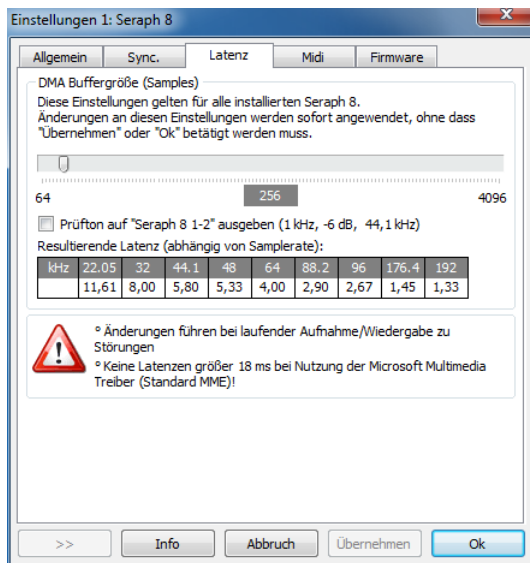 Einstellungen 1: Seraph 8
Allgemein Sync. Latenz Midi Firmware
DMA Buffergröße (Samples)
Diese Einstellungen gelten für alle installierten Seraph 8.
Änderungen an diesen Einstellungen werden sofort angewendet, ohne dass
"Übernehmen" oder "Ok" betätigt werden muss.
64 256 4096
Prüfton auf "Seraph 8 1-2" ausgeben (1 kHz, -6 dB, 44,1 kHz)
Resultierende Latenz (abhängig von Samplerate):
kHz 22.05 32 44.1 48 64 88.2 96 176.4 192
11,61 8,00 5,80 5,33 4,00 2,90 2,67 1,45 1,33
° Änderungen führen bei laufender Aufnahme/Wiedergabe zu
Störungen
° Keine Latenzen größer 18 ms bei Nutzung der Microsoft Multimedia
Treiber (Standard MME)!
>> Info Abbruch Übernehmen Ok